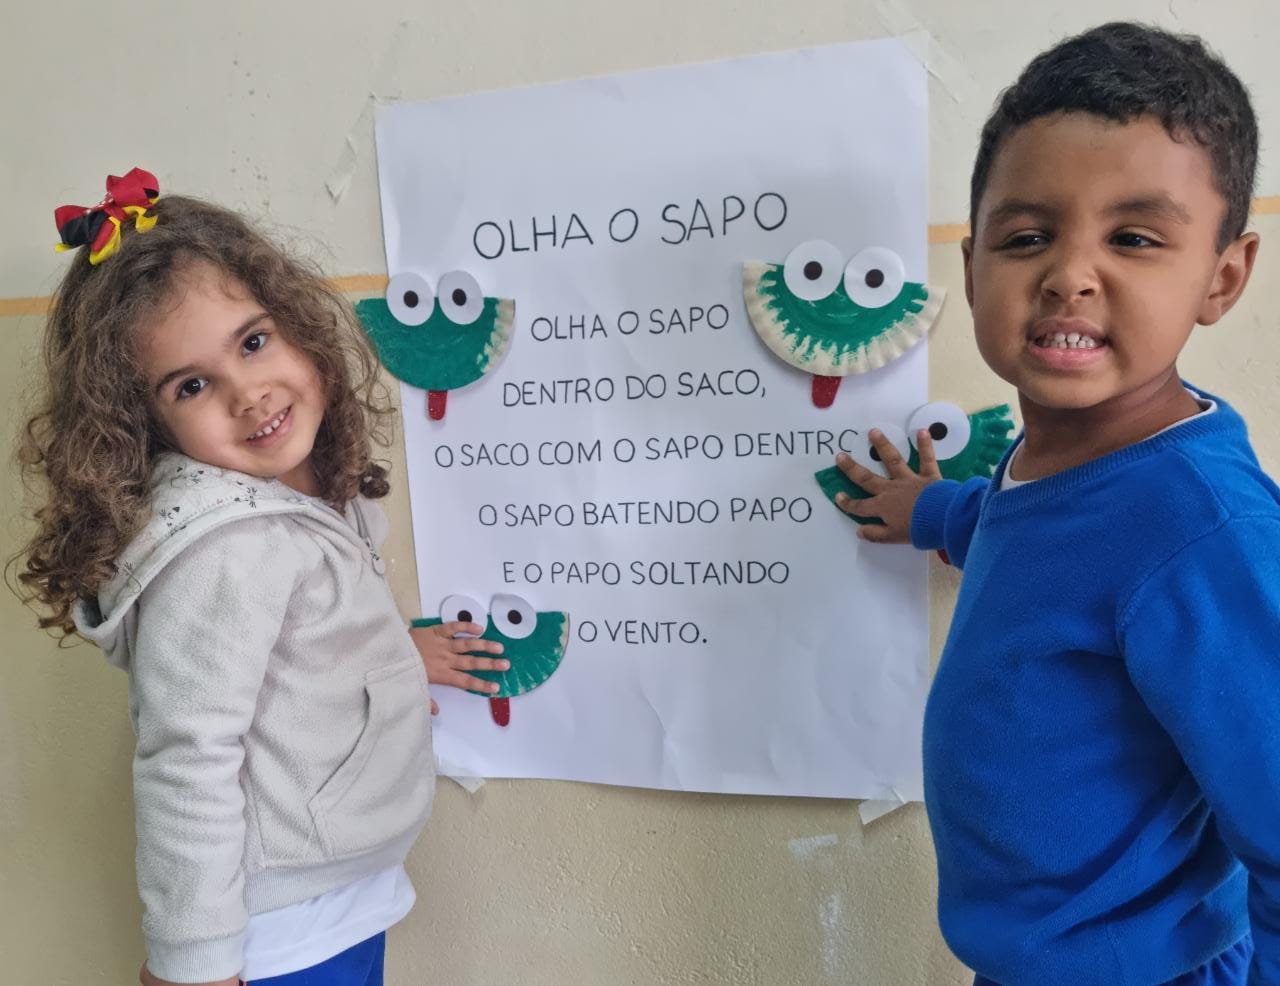 OLHA O SAPO
OLHA O SAPO
DENTRO DO SACO,
O SACO COM O SAPO DENTRO
O SAPO BATENDO PAPO
E O PAPO SOLTANDO
O VENTO.